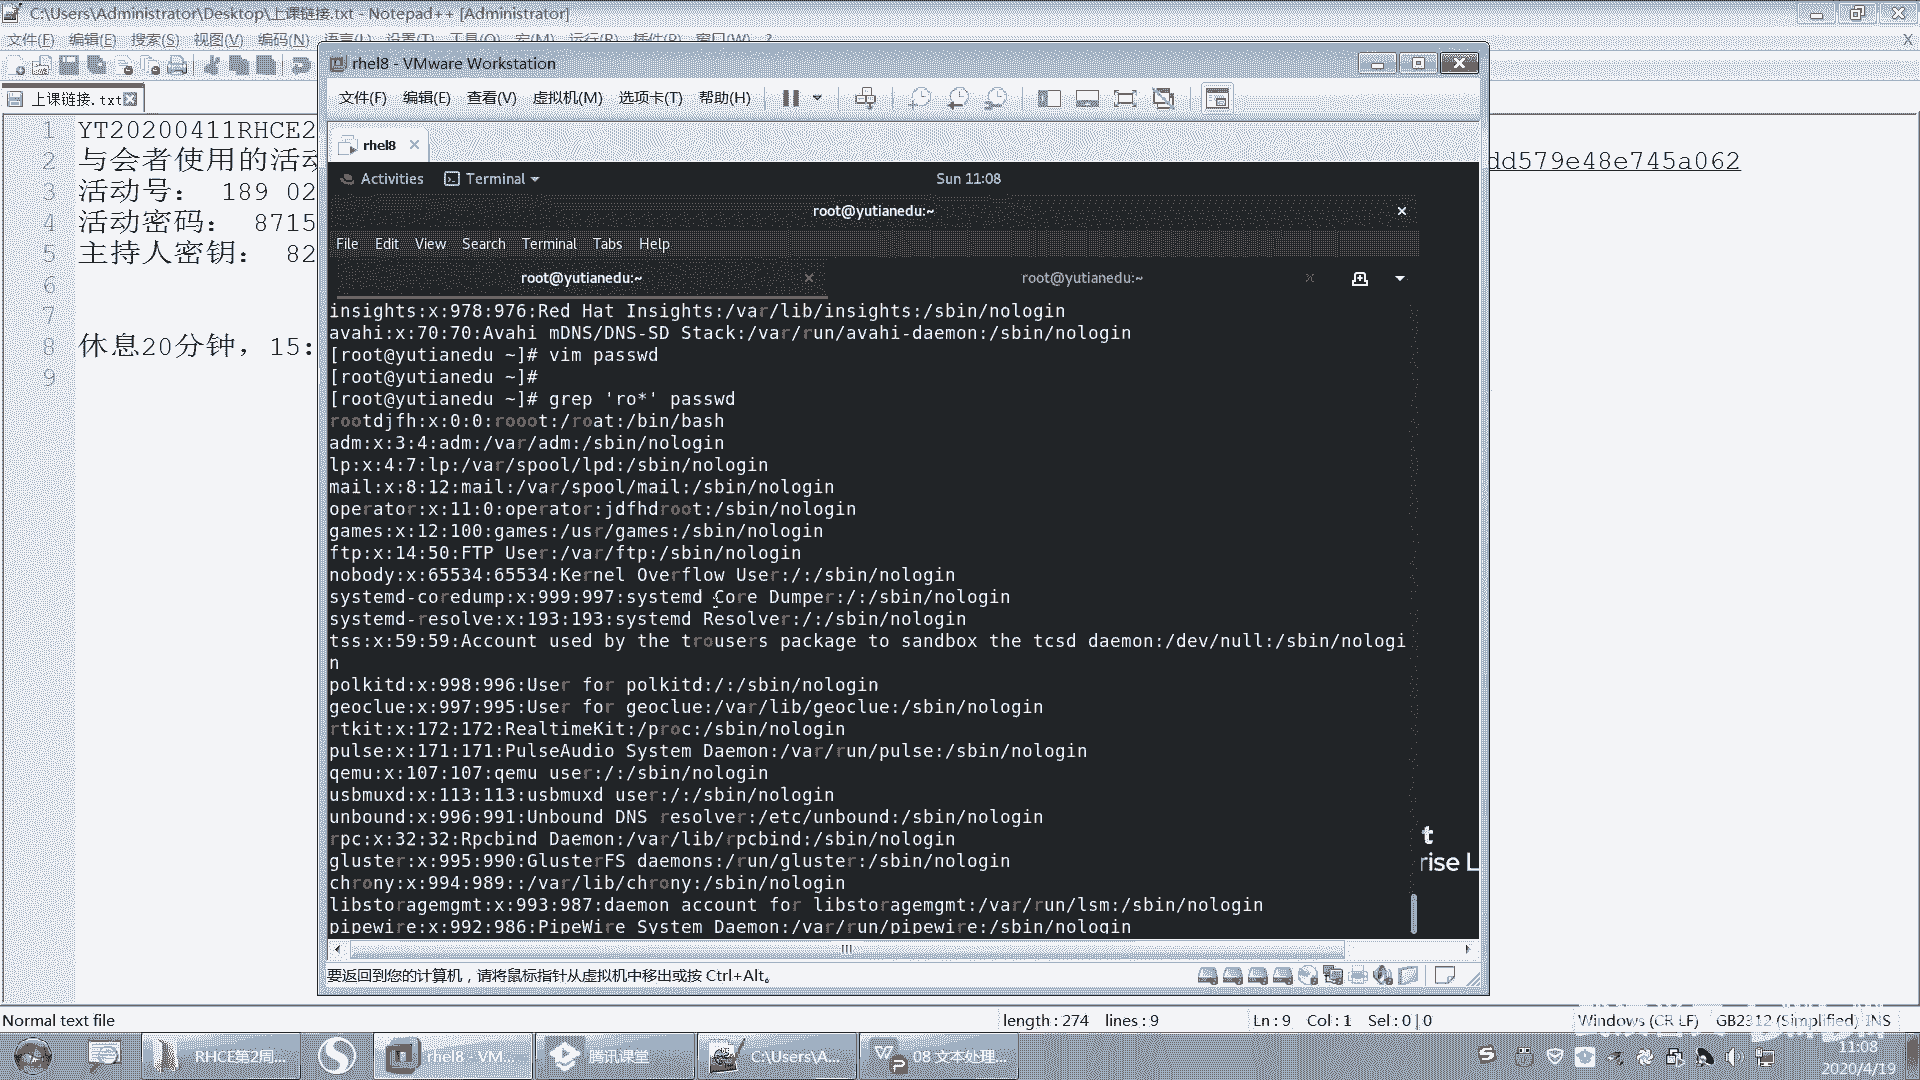 C:\Users\Administrator\Desktop\上课链接.txt - Notepad++ [Administrator]
文件(F) 编辑(E) 搜索(S) 视图(V) 编码(N) 语言(L) 设置(T) 工具(O) 宏(M) 运行(R) 插件(P) 窗口(W) ?
上课链接.txt
1 YT20200411RHCE2
2 与会者使用的活动
dd579e48e745a062
3 活动号： 189 02
4 活动密码： 8715
5 主持人密钥： 82
6
7
8 休息20分钟，15：
9
rhel8 - VMware Workstation
文件(F) 编辑(E) 查看(V) 虚拟机(M) 选项卡(T) 帮助(H)
rhel8
Activities Terminal Sun 11:08
root@yutianedu:~
File Edit View Search Terminal Tabs Help
root@yutianedu:~ root@yutianedu:~
insights:x:978:976:Red Hat Insights:/var/lib/insights:/sbin/nologin
avahi:x:70:70:Avahi mDNS/DNS-SD Stack:/var/run/avahi-daemon:/sbin/nologin
[root@yutianedu ~]# vim passwd
[root@yutianedu ~]#
[root@yutianedu ~]# grep 'ro*' passwd
rootdjfh:x:0:0:rooot:/roat:/bin/bash
adm:x:3:4:adm:/var/adm:/sbin/nologin
lp:x:4:7:lp:/var/spool/lpd:/sbin/nologin
mail:x:8:12:mail:/var/spool/mail:/sbin/nologin
operator:x:11:0:operator:jdfhdroot:/sbin/nologin
games:x:12:100:games:/usr/games:/sbin/nologin
ftp:x:14:50:FTP User:/var/ftp:/sbin/nologin
nobody:x:65534:65534:Kernel Overflow User:/:/sbin/nologin
systemd-coredump:x:999:997:systemd Core Dumper:/:/sbin/nologin
systemd-resolve:x:193:193:systemd Resolver:/:/sbin/nologin
tss:x:59:59:Account used by the trousers package to sandbox the tcsd daemon:/dev/null:/sbin/nologi
n
polkitd:x:998:996:User for polkitd:/:/sbin/nologin
geoclue:x:997:995:User for geoclue:/var/lib/geoclue:/sbin/nologin
rtkit:x:172:172:RealtimeKit:/proc:/sbin/nologin
pulse:x:171:171:PulseAudio System Daemon:/var/run/pulse:/sbin/nologin
qemu:x:107:107:qemu user:/:/sbin/nologin
usbmuxd:x:113:113:usbmuxd user:/:/sbin/nologin
unbound:x:996:991:Unbound DNS resolver:/etc/unbound:/sbin/nologin
rpc:x:32:32:Rpcbind Daemon:/var/lib/rpcbind:/sbin/nologin
gluster:x:995:990:GlusterFS daemons:/run/gluster:/sbin/nologin
chrony:x:994:989::/var/lib/chrony:/sbin/nologin
libstoragemgmt:x:993:987:daemon account for libstoragemgmt:/var/run/lsm:/sbin/nologin
pipewire:x:992:986:PipeWire System Daemon:/var/run/pipewire:/sbin/nologin
t
rise L
要返回到您的计算机，请将鼠标指针从虚拟机中移出或按 Ctrl+Alt。
Normal text file length : 274 lines : 9 Ln : 9 Col : 1 Sel : 0 | 0 Windows (CR LF) GB2312 (Simplified) INS
RHCE第2周... rhel8 - VM... 腾讯课堂 C:\Users\A... 08 文本处理...
11:08
2020/4/19